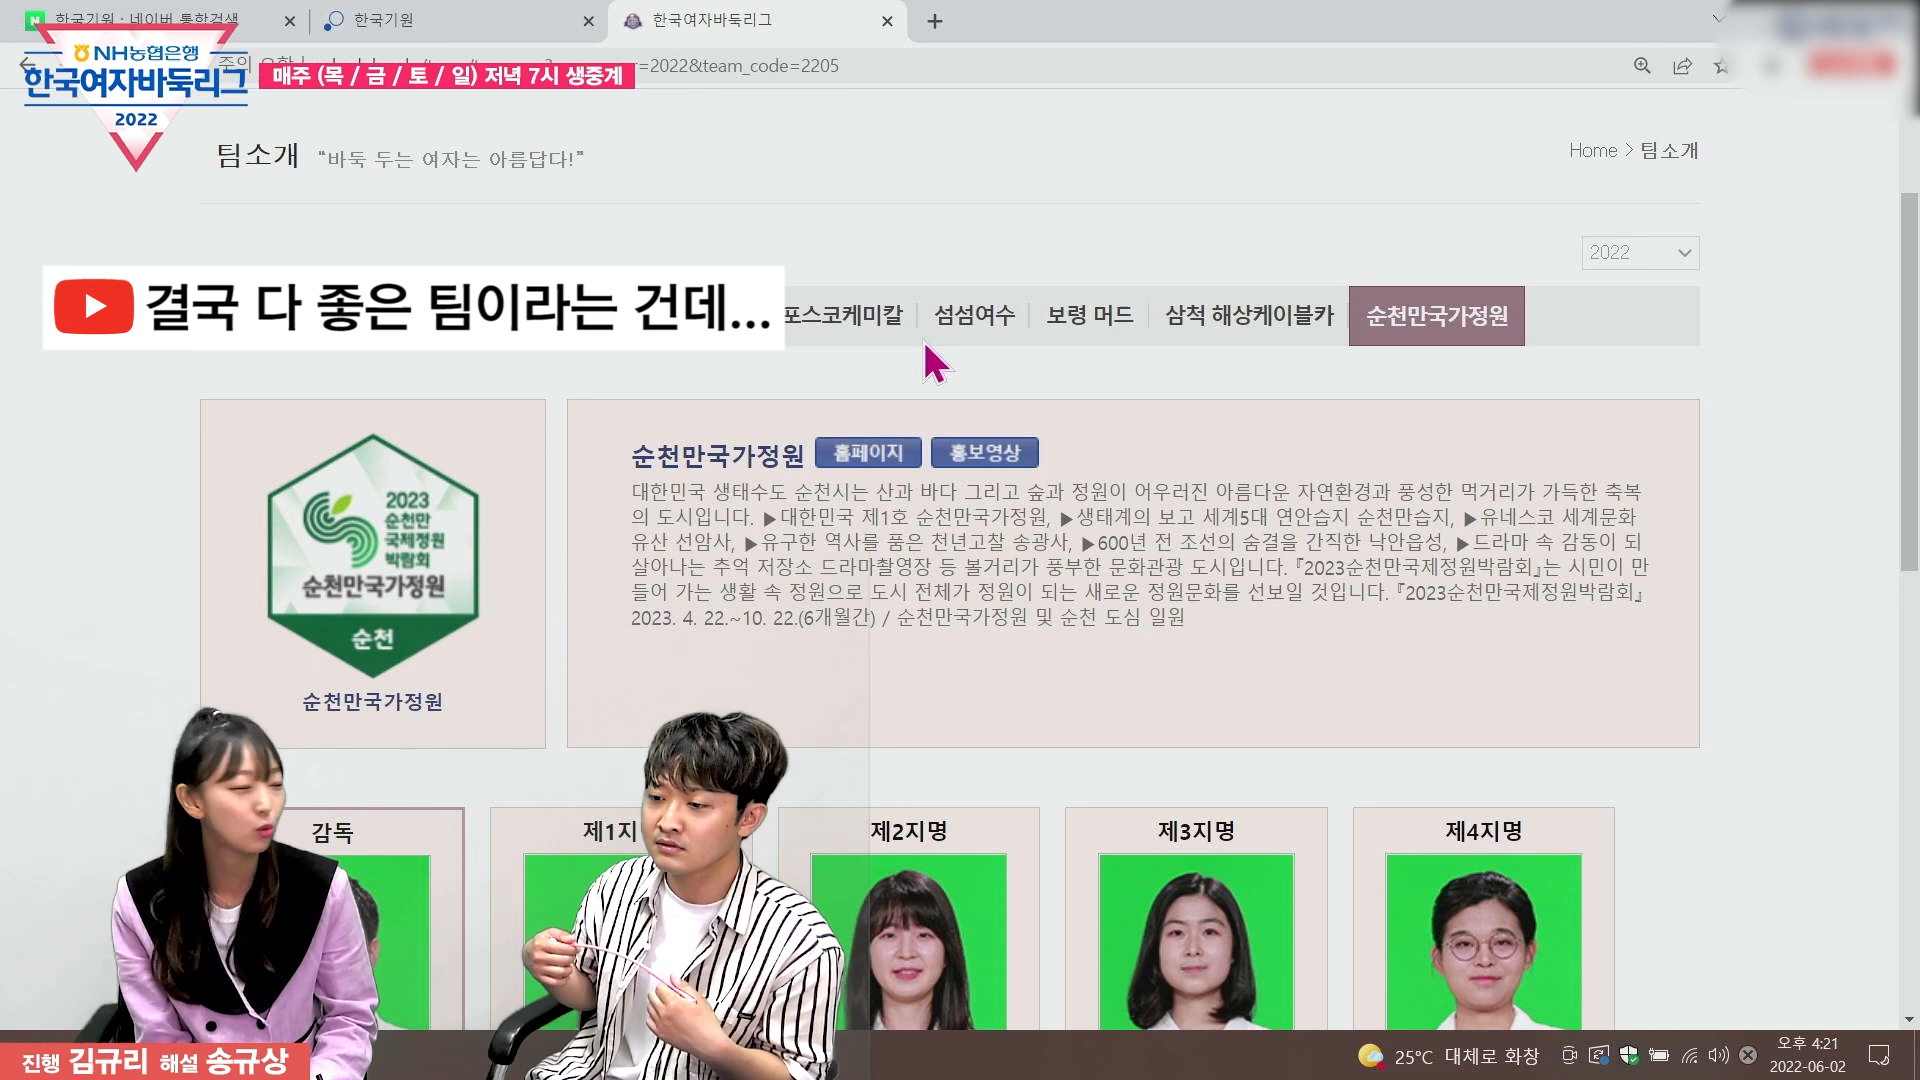 한국기원 : 네이버 통합검색
한국기원
한국여자바둑리그
NH농협은행
한국여자바둑리그
2022
매주 (목 / 금 / 토 / 일) 저녁 7시 생중계
=2022&team_code=2205
팀소개
“바둑 두는 여자는 아름답다!”
Home > 팀소개
2022
결국 다 좋은 팀이라는 건데...
포스코케미칼
섬섬여수
보령 머드
삼척 해상케이블카
순천만국가정원
2023
순천만
국제정원
박람회
순천만국가정원
순천
순천만국가정원
순천만국가정원
홈페이지
홍보영상
대한민국 생태수도 순천시는 산과 바다 그리고 숲과 정원이 어우러진 아름다운 자연환경과 풍성한 먹거리가 가득한 축복
의 도시입니다. ▶대한민국 제1호 순천만국가정원, ▶생태계의 보고 세계5대 연안습지 순천만습지, ▶유네스코 세계문화
유산 선암사, ▶유구한 역사를 품은 천년고찰 송광사, ▶600년 전 조선의 숨결을 간직한 낙안읍성, ▶드라마 속 감동이 되
살아나는 추억 저장소 드라마촬영장 등 볼거리가 풍부한 문화관광 도시입니다.『2023순천만국제정원박람회』는 시민이 만
들어 가는 생활 속 정원으로 도시 전체가 정원이 되는 새로운 정원문화를 선보일 것입니다.『2023순천만국제정원박람회』
2023. 4. 22.~10. 22.(6개월간) / 순천만국가정원 및 순천 도심 일원
감독
제1지
제2지명
제3지명
제4지명
진행 김규리 해설 송규상
25°C 대체로 화창
오후 4:21
2022-06-02